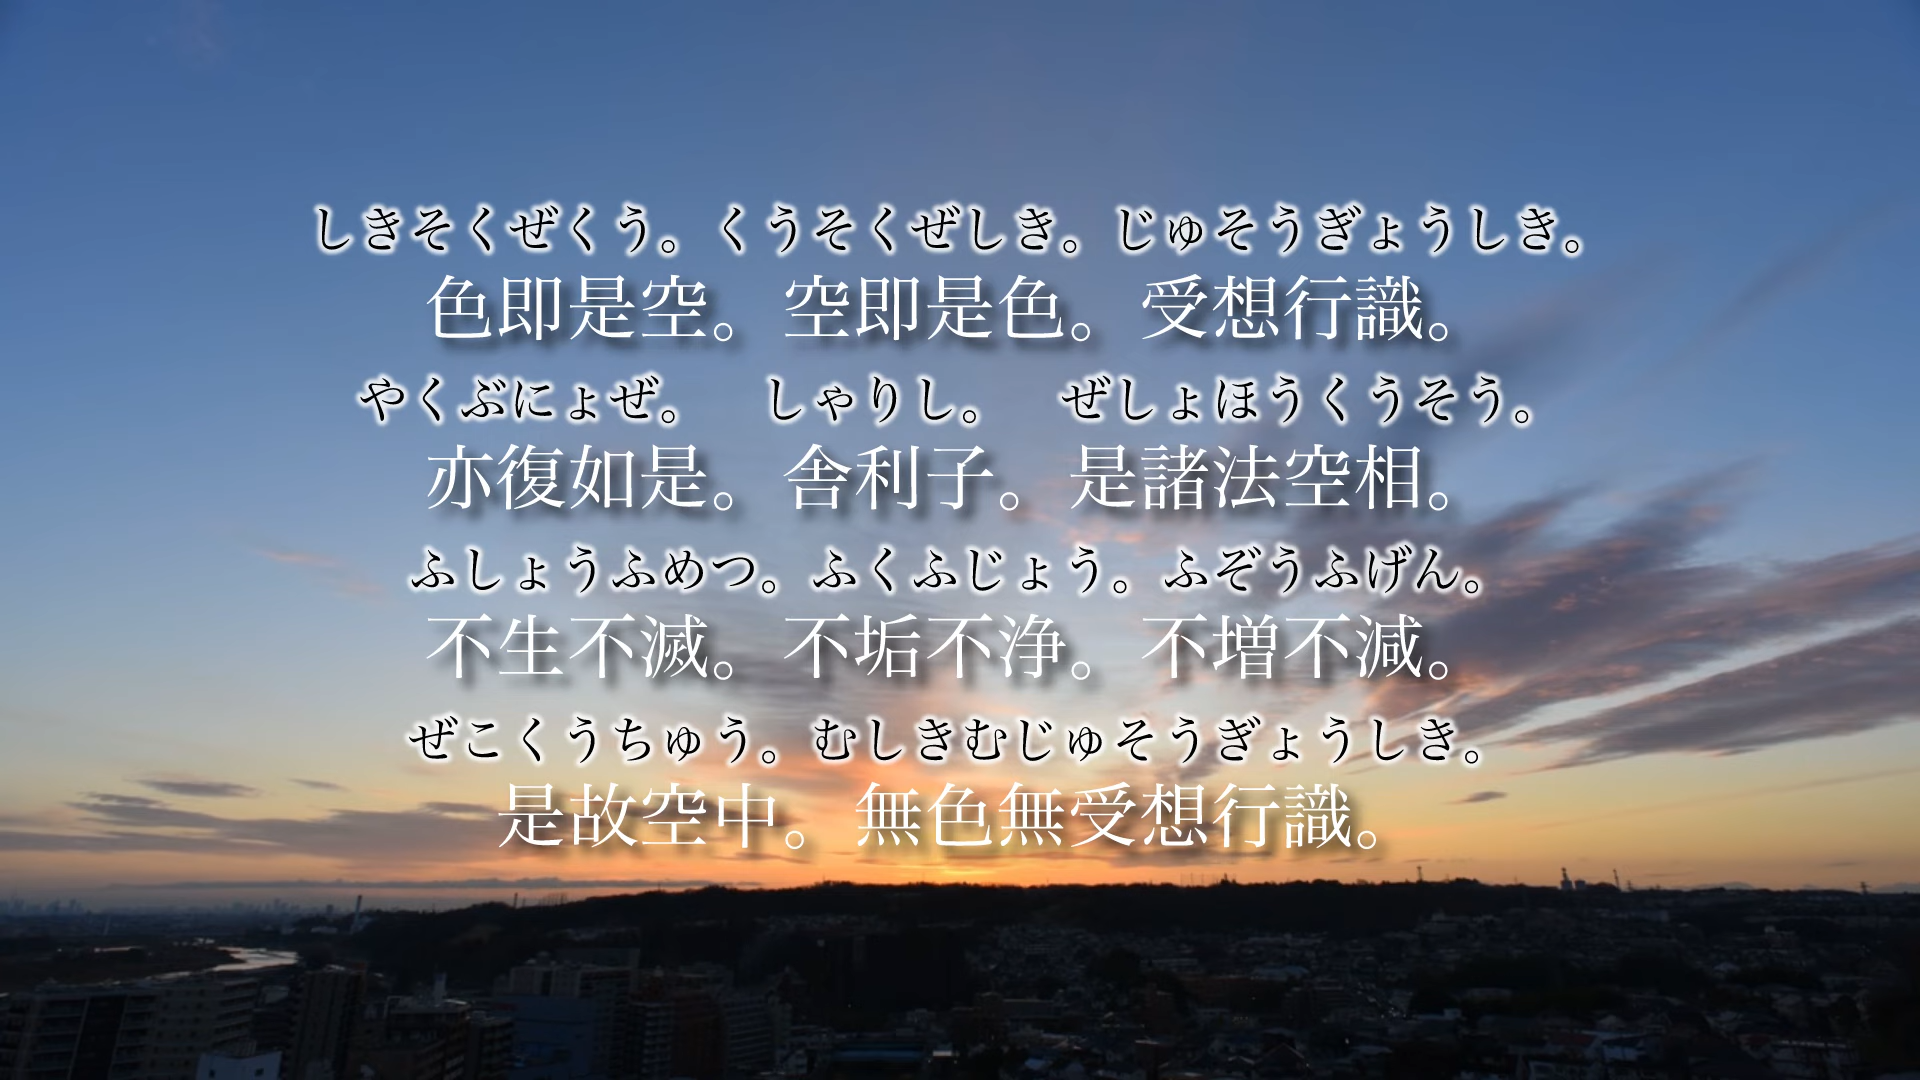 しきそくぜくう。くうそくぜしき。じゅそうぎょうしき。
色即是空。空即是色。受想行識。
やくぶにょぜ。　しゃりし。　ぜしょほうくうそう。
亦復如是。舎利子。是諸法空相。
ふしょうふめつ。ふくふじょう。ふぞうふげん。
不生不滅。不垢不浄。不増不減。
ぜこくうちゅう。むしきむじゅそうぎょうしき。
是故空中。無色無受想行識。